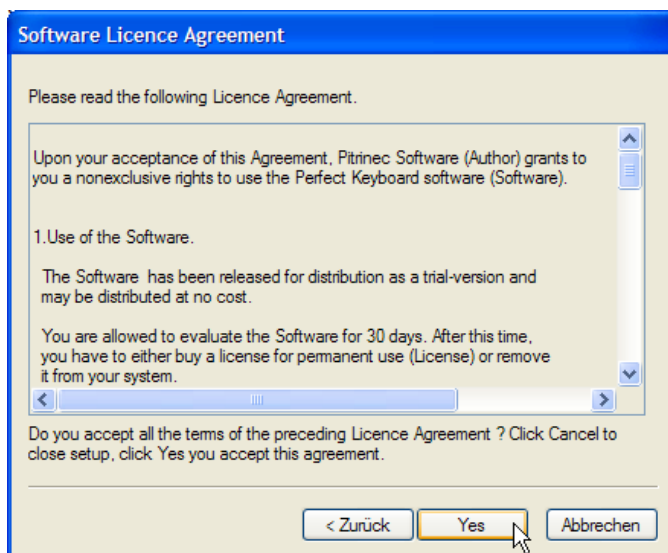 Software Licence Agreement
Please read the following Licence Agreement.
Upon your acceptance of this Agreement, Pitrinec Software (Author) grants to
you a nonexclusive rights to use the Perfect Keyboard software (Software).
1.Use of the Software.
The Software has been released for distribution as a trial-version and
may be distributed at no cost.
You are allowed to evaluate the Software for 30 days. After this time,
you have to either buy a license for permanent use (License) or remove
it from your system.
Do you accept all the terms of the preceding Licence Agreement ? Click Cancel to
close setup, click Yes you accept this agreement.
< Zurück Yes Abbrechen